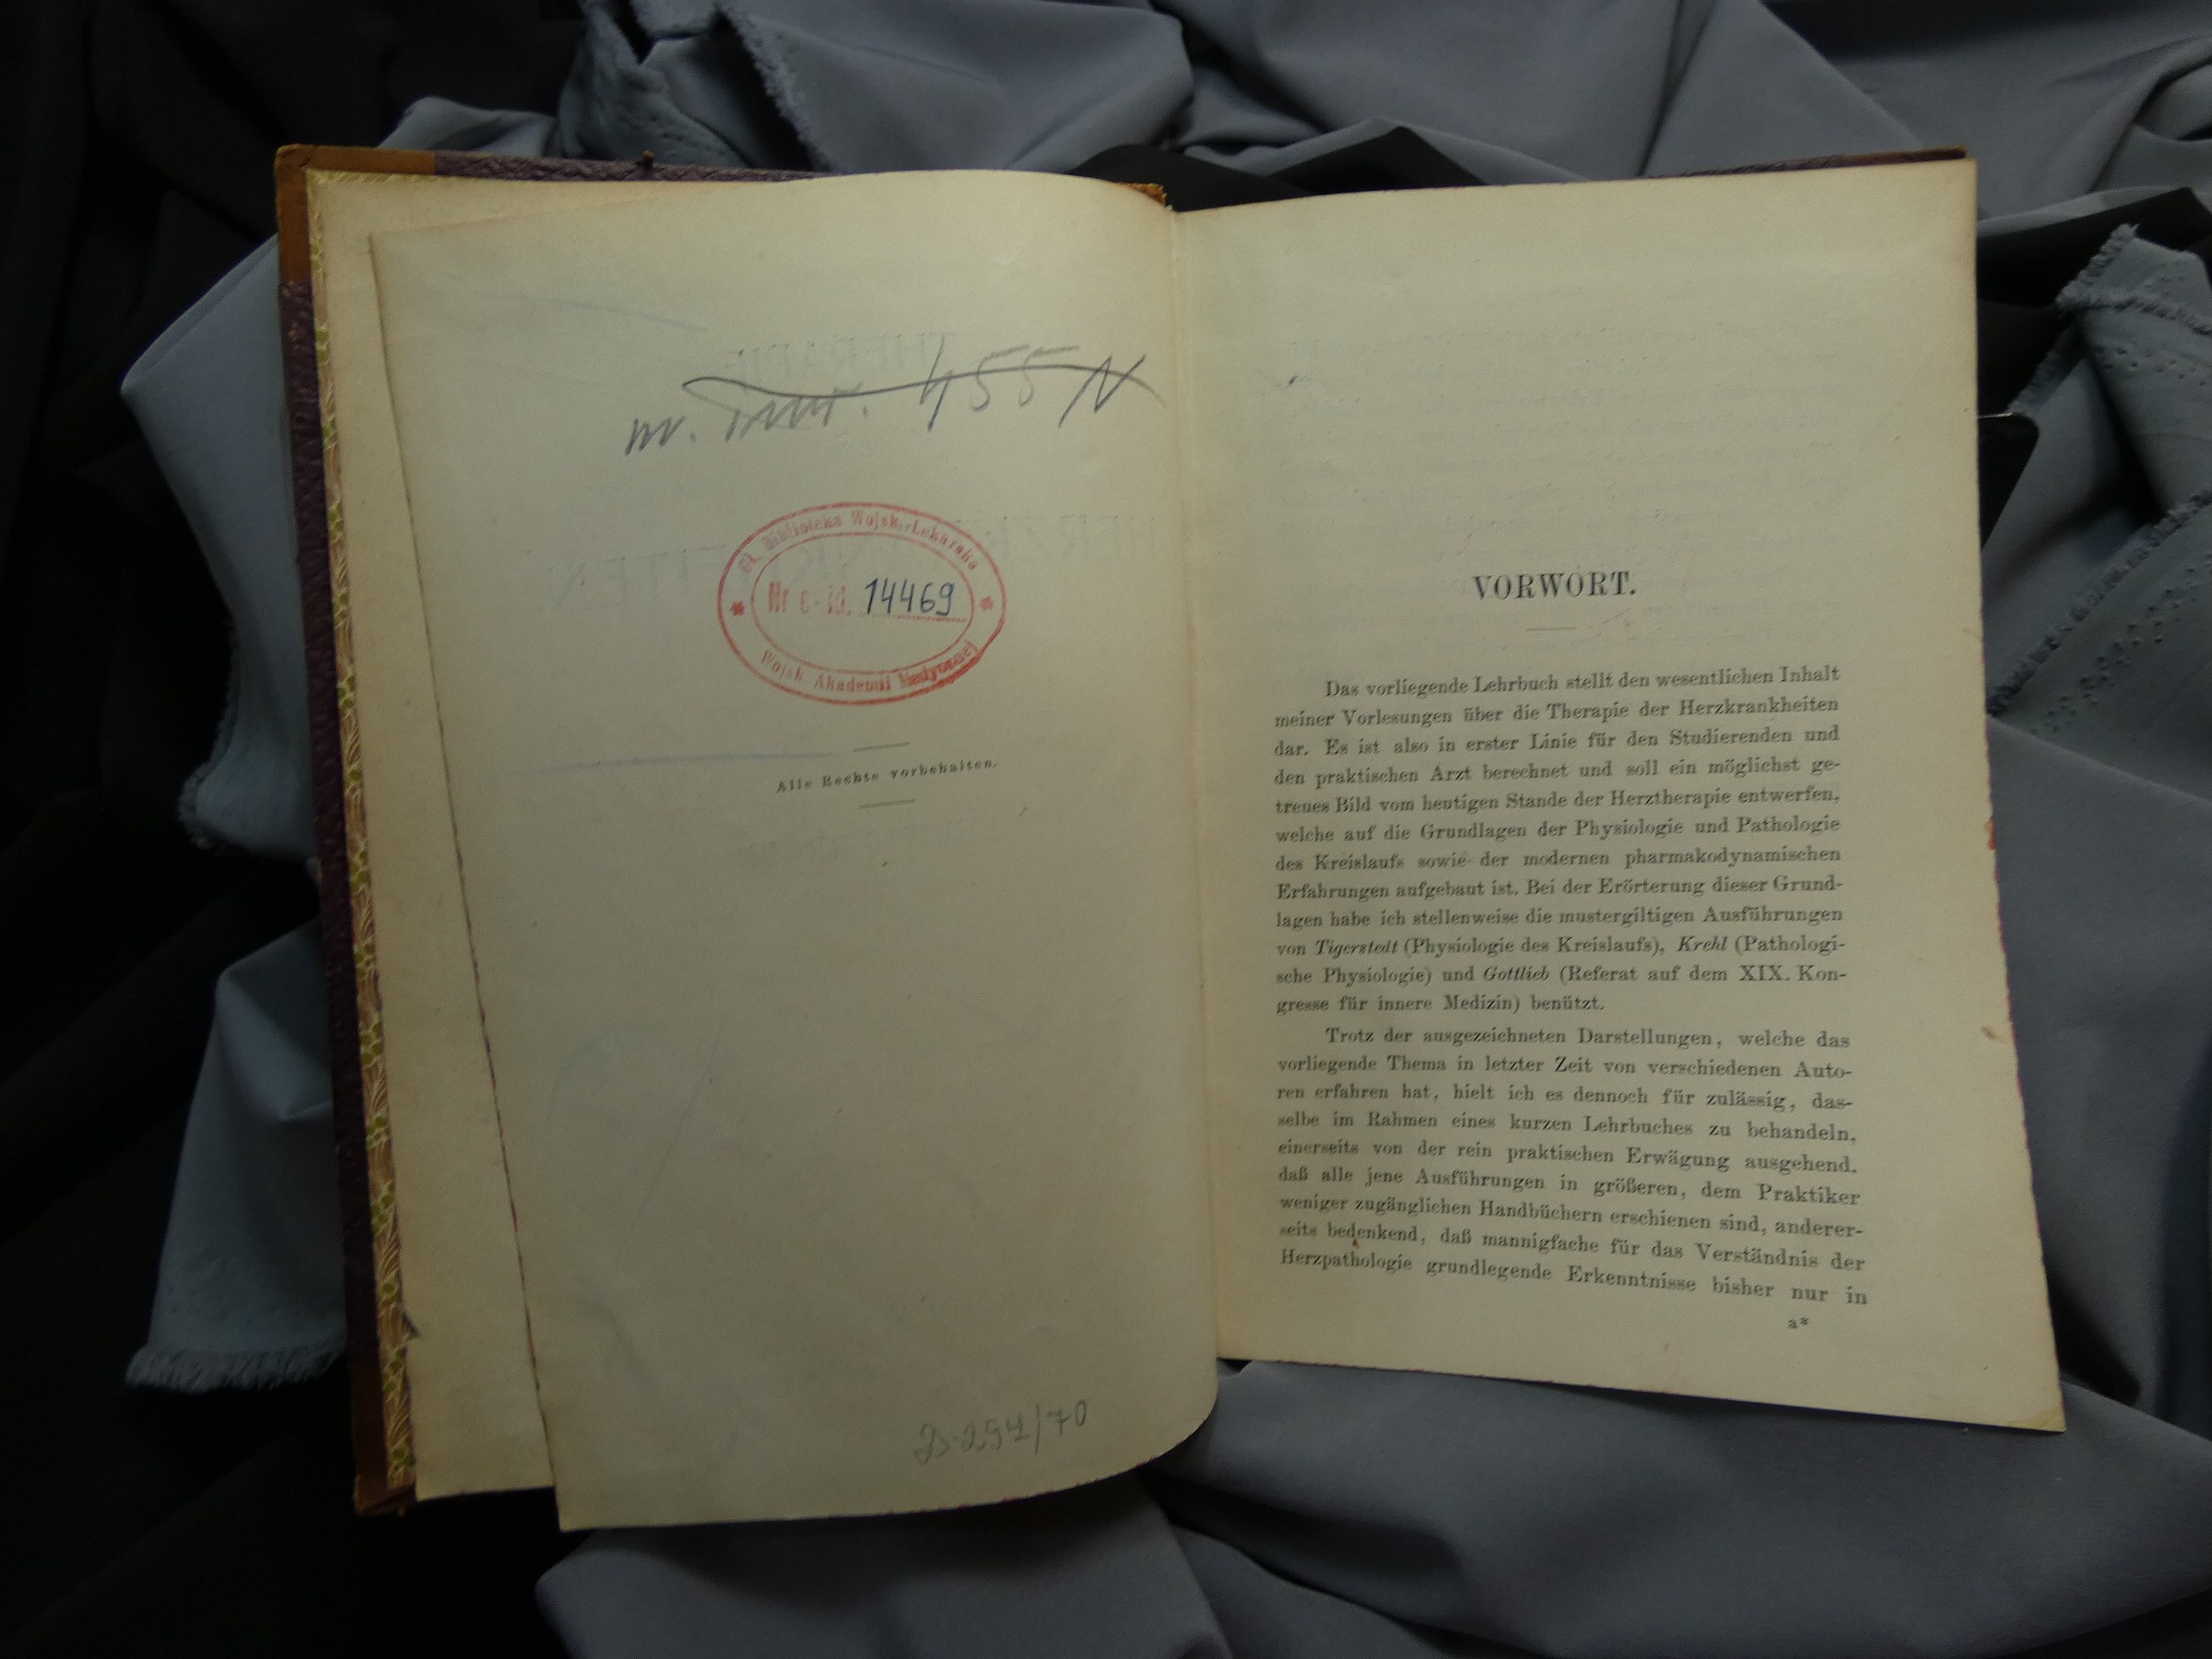 nr. inw. 455 N
Gł. Biblioteka Wojsk.-Lekarska
14469
Wojsk. Akademii Medycznej
Alle Rechte vorbehalten.
VORWORT.
Das vorliegende Lehrbuch stellt den wesentlichen Inhalt
meiner Vorlesungen über die Therapie der Herzkrankheiten
dar. Es ist also in erster Linie für den Studierenden und
den praktischen Arzt berechnet und soll ein möglichst ge-
treues Bild vom heutigen Stande der Herztherapie entwerfen,
welche auf die Grundlagen der Physiologie und Pathologie
des Kreislaufs sowie der modernen pharmakodynamischen
Erfahrungen aufgebaut ist. Bei der Erörterung dieser Grund-
lagen habe ich stellenweise die mustergiltigen Ausführungen
von Tigerstedt (Physiologie des Kreislaufs), Krehl (Pathologi-
sche Physiologie) und Gottlieb (Referat auf dem XIX. Kon-
gresse für innere Medizin) benützt.
Trotz der ausgezeichneten Darstellungen, welche das
vorliegende Thema in letzter Zeit von verschiedenen Auto-
ren erfahren hat, hielt ich es dennoch für zulässig, das-
selbe im Rahmen eines kurzen Lehrbuches zu behandeln,
einerseits von der rein praktischen Erwägung ausgehend,
daß alle jene Ausführungen in größeren, dem Praktiker
weniger zugänglichen Handbüchern erschienen sind, anderer-
seits bedenkend, daß mannigfache für das Verständnis der
Herzpathologie grundlegende Erkenntnisse bisher nur in
a*